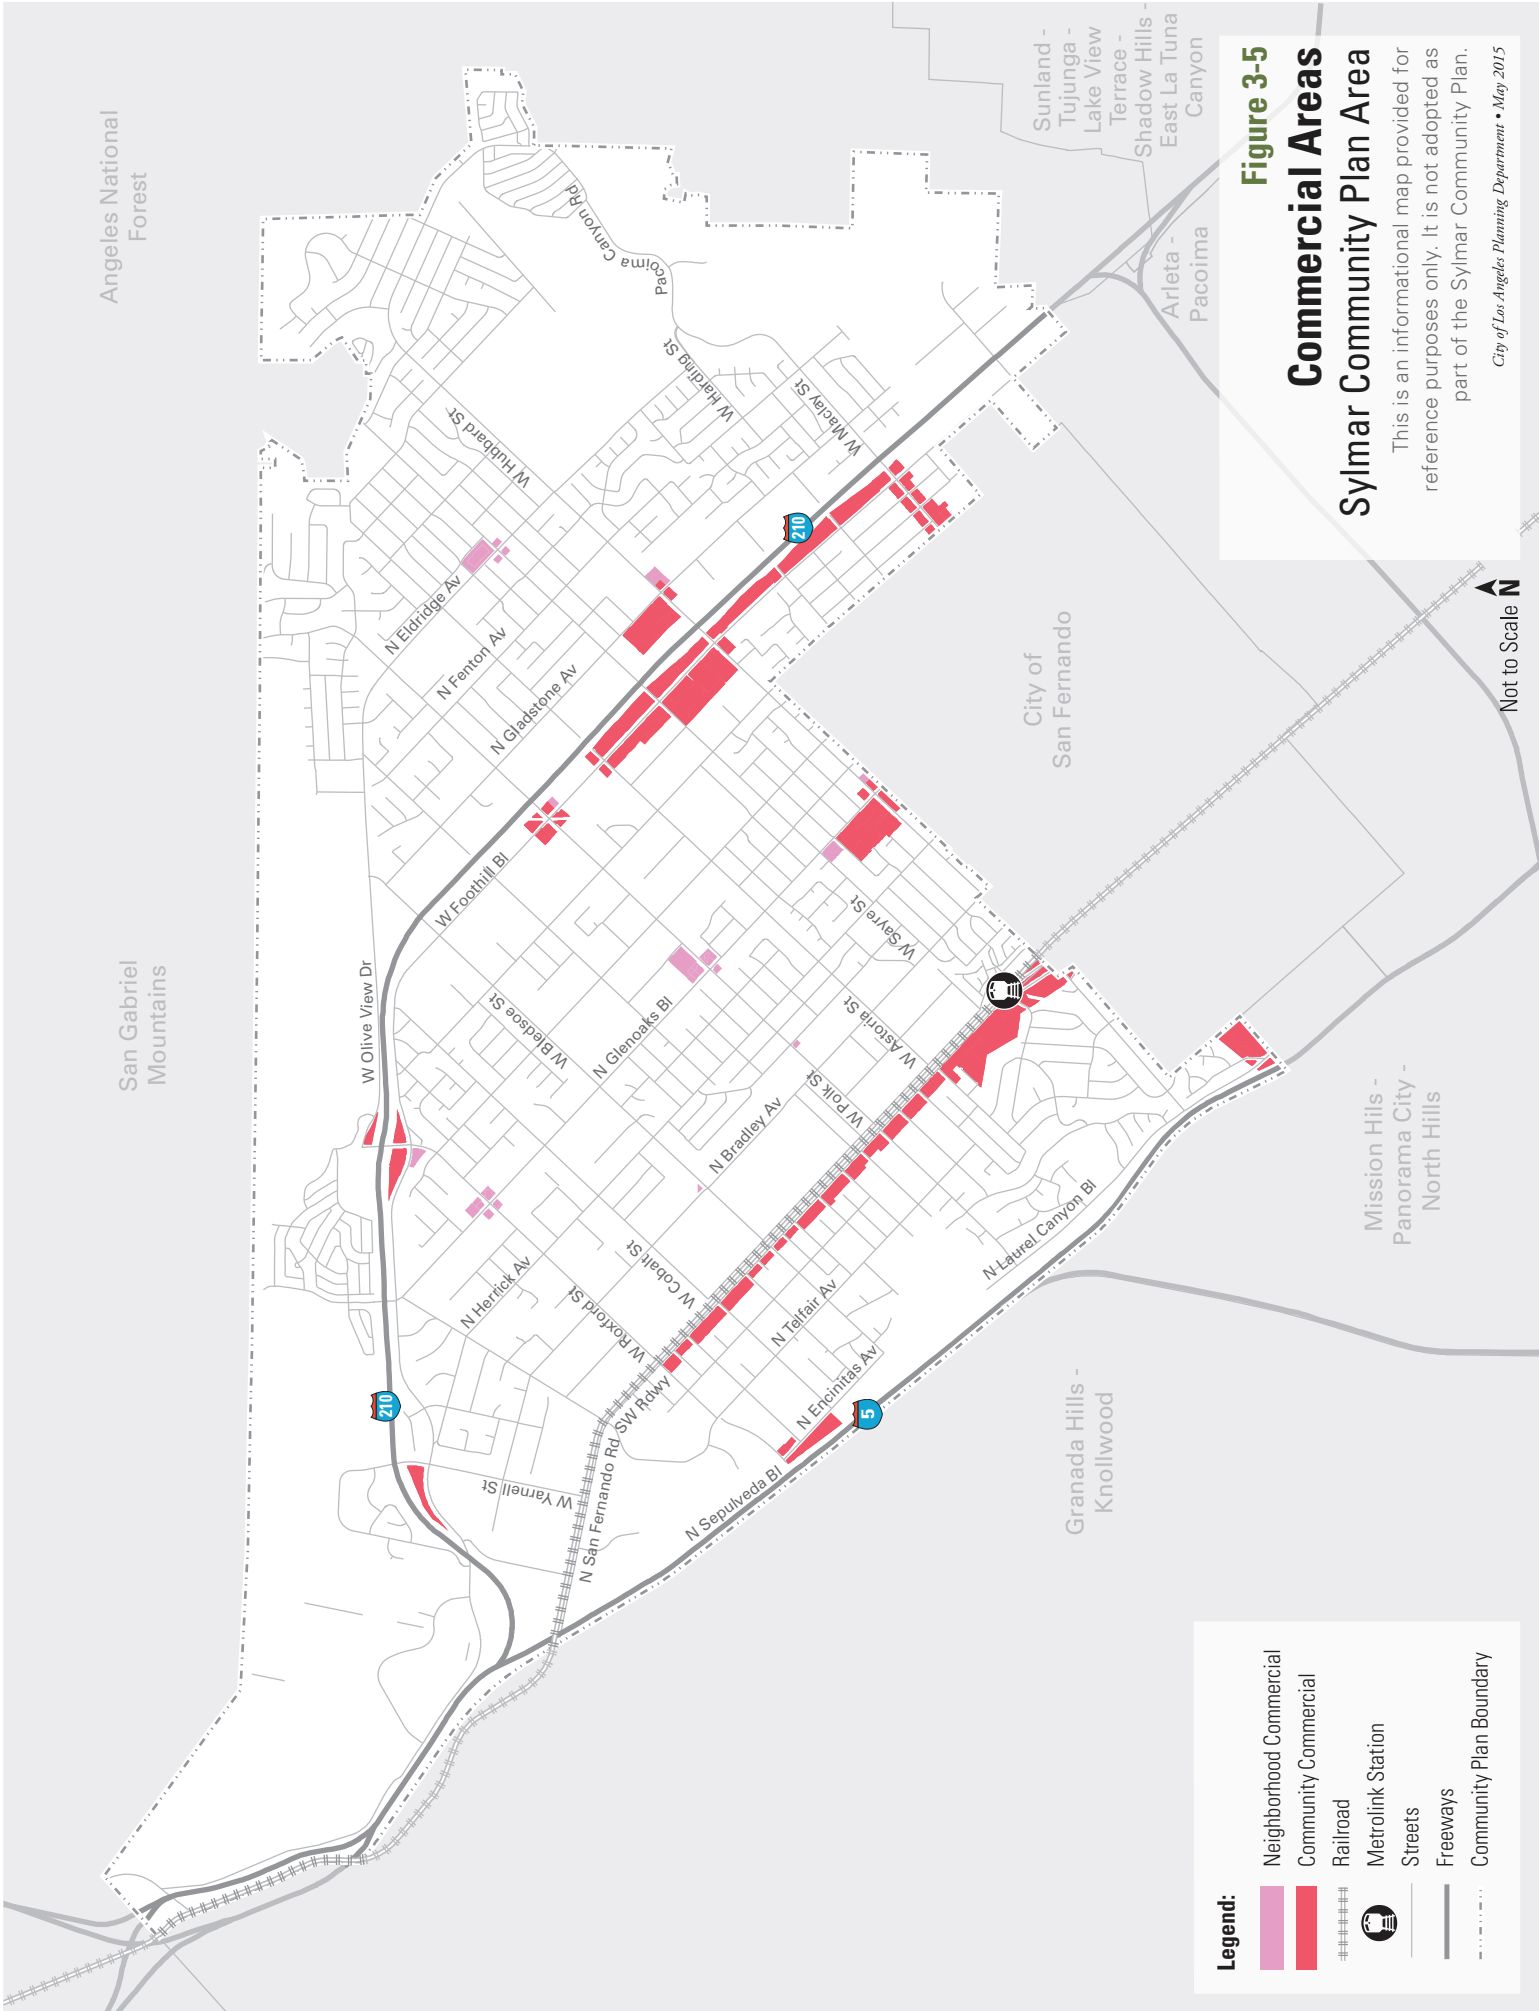 Figure 3-5
Commercial Areas
Sylmar Community Plan Area
This is an informational map provided for
reference purposes only. It is not adopted as
part of the Sylmar Community Plan.
City of Los Angeles Planning Department • May 2015
Angeles National
Forest
San Gabriel
Mountains
Sunland -
Tujunga -
Lake View
Terrace -
Shadow Hills -
East La Tuna
Canyon
Arleta -
Pacoima
City of
San Fernando
Mission Hills -
Panorama City -
North Hills
Granada Hills -
Knollwood
Pacoima Canyon Rd
W Harding St
W Maclay St
W Hubbard St
N Eldridge Av
N Fenton Av
N Gladstone Av
210
W Foothill Bl
W Olive View Dr
W Bledsoe St
N Glenoaks Bl
W Sayre St
W Astoria St
W Polk St
N Bradley Av
W Cobalt St
W Roxford St
N Herrick Av
N Telfair Av
N Laurel Canyon Bl
N Encinitas Av
5
N Sepulveda Bl
SW Rdwy
N San Fernando Rd
W Yarnell St
210
Not to Scale
N
Legend:
Neighborhood Commercial
Community Commercial
Railroad
Metrolink Station
Streets
Freeways
Community Plan Boundary